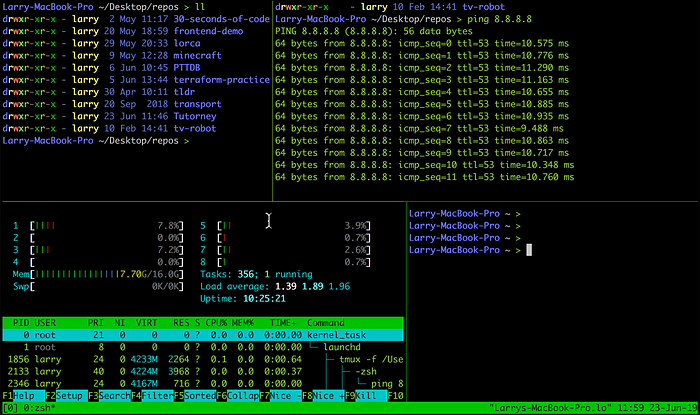 Larry-MacBook-Pro ~/Desktop/repos > ll
drwxr-xr-x - larry 2 May 11:17 30-seconds-of-code
drwxr-xr-x - larry 20 May 18:59 frontend-demo
drwxr-xr-x - larry 29 May 20:33 lorca
drwxr-xr-x - larry 9 May 12:28 minecraft
drwxr-xr-x - larry 6 Jun 10:45 PTTDB
drwxr-xr-x - larry 5 Jun 13:44 terraform-practice
drwxr-xr-x - larry 30 Apr 10:11 tldr
drwxr-xr-x - larry 20 Sep 2018 transport
drwxr-xr-x - larry 23 Jun 11:46 Tutorney
drwxr-xr-x - larry 10 Feb 14:41 tv-robot
Larry-MacBook-Pro ~/Desktop/repos >
drwxr-xr-x - larry 10 Feb 14:41 tv-robot
Larry-MacBook-Pro ~/Desktop/repos > ping 8.8.8.8
PING 8.8.8.8 (8.8.8.8): 56 data bytes
64 bytes from 8.8.8.8: icmp_seq=0 ttl=53 time=10.575 ms
64 bytes from 8.8.8.8: icmp_seq=1 ttl=53 time=10.776 ms
64 bytes from 8.8.8.8: icmp_seq=2 ttl=53 time=11.290 ms
64 bytes from 8.8.8.8: icmp_seq=3 ttl=53 time=11.163 ms
64 bytes from 8.8.8.8: icmp_seq=4 ttl=53 time=10.655 ms
64 bytes from 8.8.8.8: icmp_seq=5 ttl=53 time=10.885 ms
64 bytes from 8.8.8.8: icmp_seq=6 ttl=53 time=10.935 ms
64 bytes from 8.8.8.8: icmp_seq=7 ttl=53 time=9.488 ms
64 bytes from 8.8.8.8: icmp_seq=8 ttl=53 time=10.863 ms
64 bytes from 8.8.8.8: icmp_seq=9 ttl=53 time=10.717 ms
64 bytes from 8.8.8.8: icmp_seq=10 ttl=53 time=10.348 ms
64 bytes from 8.8.8.8: icmp_seq=11 ttl=53 time=10.760 ms
1 [||| 7.8%] 5 [|| 3.9%]
2 [ 0.0%] 6 [| 0.7%]
3 [||| 7.2%] 7 [|| 2.6%]
4 [ 0.0%] 8 [| 0.7%]
Mem[||||||||||||||||7.70G/16.0G] Tasks: 356; 1 running
Swp[ 0K/0K] Load average: 1.39 1.89 1.96
Uptime: 10:25:21
PID USER PRI NI VIRT RES S CPU% MEM% TIME+ Command
0 root 21 0 0 0 ? 0.0 0.0 0:00.00 kernel_task
1 root 8 0 0 0 ? 0.0 0.0 0:00.00 launchd
1856 larry 24 0 4233M 2264 ? 0.1 0.0 0:00.64 tmux -f /Use
2133 larry 40 0 4224M 3968 ? 0.0 0.0 0:00.37 -zsh
2346 larry 24 0 4167M 716 ? 0.0 0.0 0:00.00 ping 8
F1Help F2Setup F3Search F4Filter F5Sorted F6Collap F7Nice - F8Nice + F9Kill F10
Larry-MacBook-Pro ~ >
Larry-MacBook-Pro ~ >
Larry-MacBook-Pro ~ >
[0] 0:zsh* "Larrys-MacBook-Pro.lo" 11:59 23-Jun-19